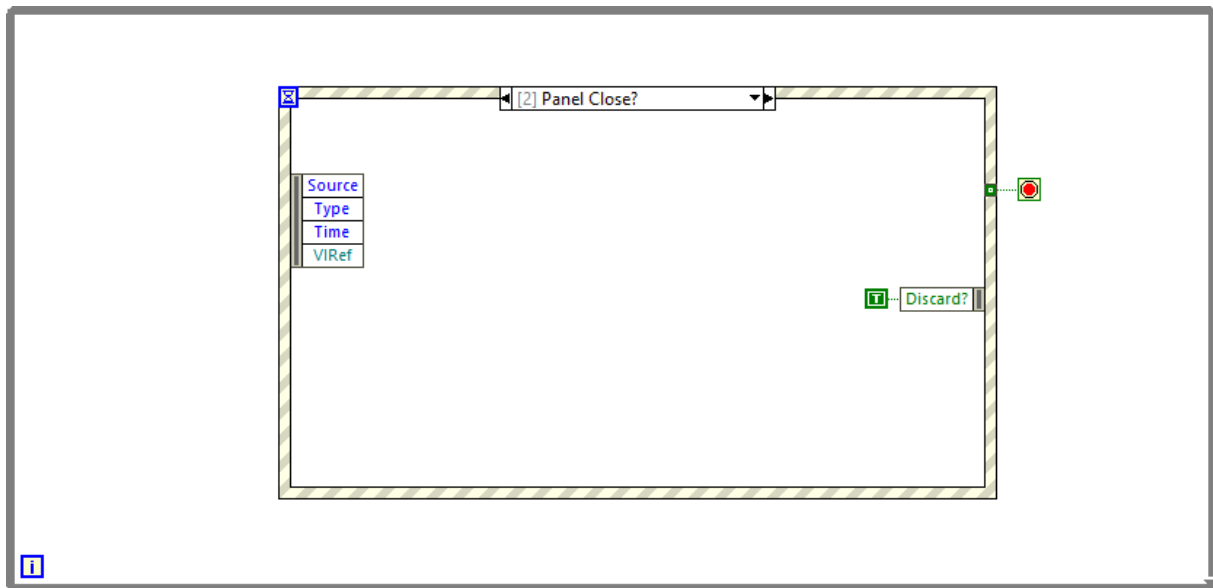 [2] Panel Close?
Source
Type
Time
VIRef
T
Discard?
i